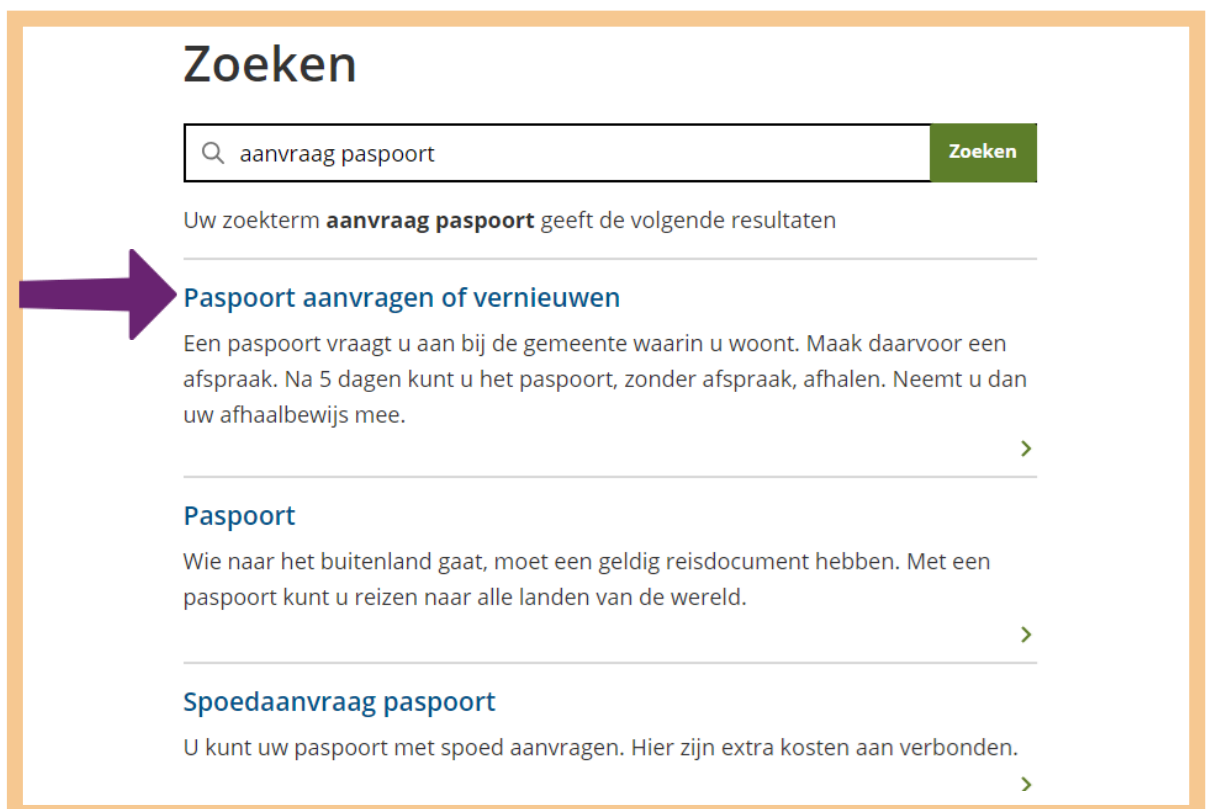 Zoeken
aanvraag paspoort
Zoeken
Uw zoekterm aanvraag paspoort geeft de volgende resultaten
Paspoort aanvragen of vernieuwen
Een paspoort vraagt u aan bij de gemeente waarin u woont. Maak daarvoor een
afspraak. Na 5 dagen kunt u het paspoort, zonder afspraak, afhalen. Neemt u dan
uw afhaalbewijs mee.
Paspoort
Wie naar het buitenland gaat, moet een geldig reisdocument hebben. Met een
paspoort kunt u reizen naar alle landen van de wereld.
Spoedaanvraag paspoort
U kunt uw paspoort met spoed aanvragen. Hier zijn extra kosten aan verbonden.